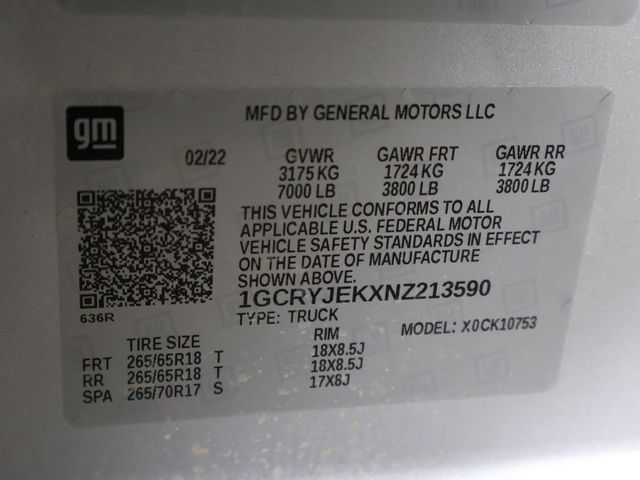 gm
MFD BY GENERAL MOTORS LLC
02/22 GVWR GAWR FRT GAWR RR
3175 KG 1724 KG 1724 KG
7000 LB 3800 LB 3800 LB
THIS VEHICLE CONFORMS TO ALL
APPLICABLE U.S. FEDERAL MOTOR
VEHICLE SAFETY STANDARDS IN EFFECT
ON THE DATE OF MANUFACTURE
SHOWN ABOVE.
636R
1GCRYJEKXNZ213590
TYPE: TRUCK MODEL: X0CK10753
TIRE SIZE RIM
FRT 265/65R18 T 18X8.5J
RR 265/65R18 T 18X8.5J
SPA 265/70R17 S 17X8J